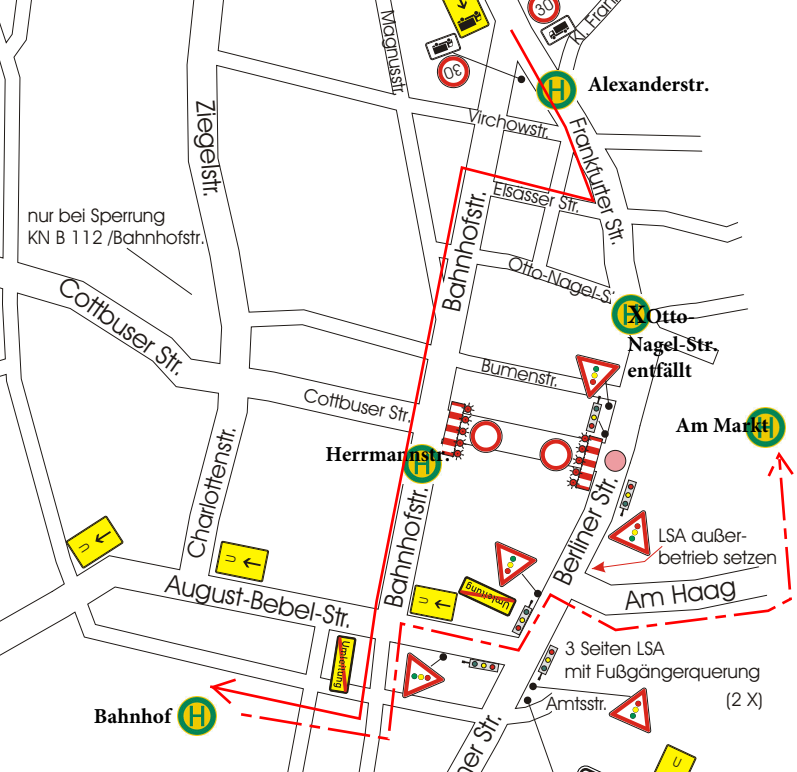 30
Kl. Fran
Magnusstr.
30
H
Alexanderstr.
Virchowstr.
Frankfurter Str.
Ziegelstr.
Elsasser Str.
Bahnhofstr.
nur bei Sperrung
KN B 112 /Bahnhofstr.
Otto-Nagel-S
Cottbuser Str.
H
XOtto-
Nagel-Str.
entfällt
Bumenstr.
Cottbuser Str.
Am Markt
H
Herrmannstr.
H
Charlottenstr.
Bahnhofstr.
Berliner Str.
U
U
U
Umleitung
LSA außer-
betrieb setzen
August-Bebel-Str.
Am Haag
Umleitung
3 Seiten LSA
mit Fußgängerquerung
(2 X)
Amtsstr.
Bahnhof
H
ner Str.
U